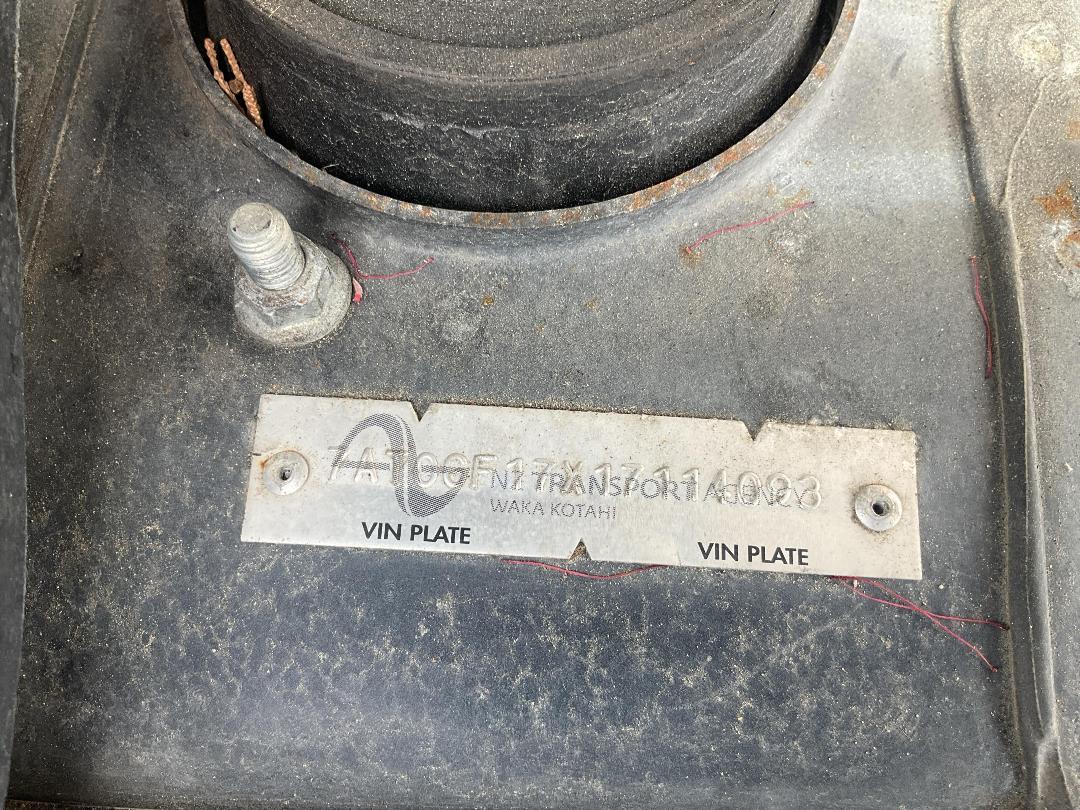 NZ TRANSPORT AGENCY
WAKA KOTAHI
VIN PLATE
VIN PLATE